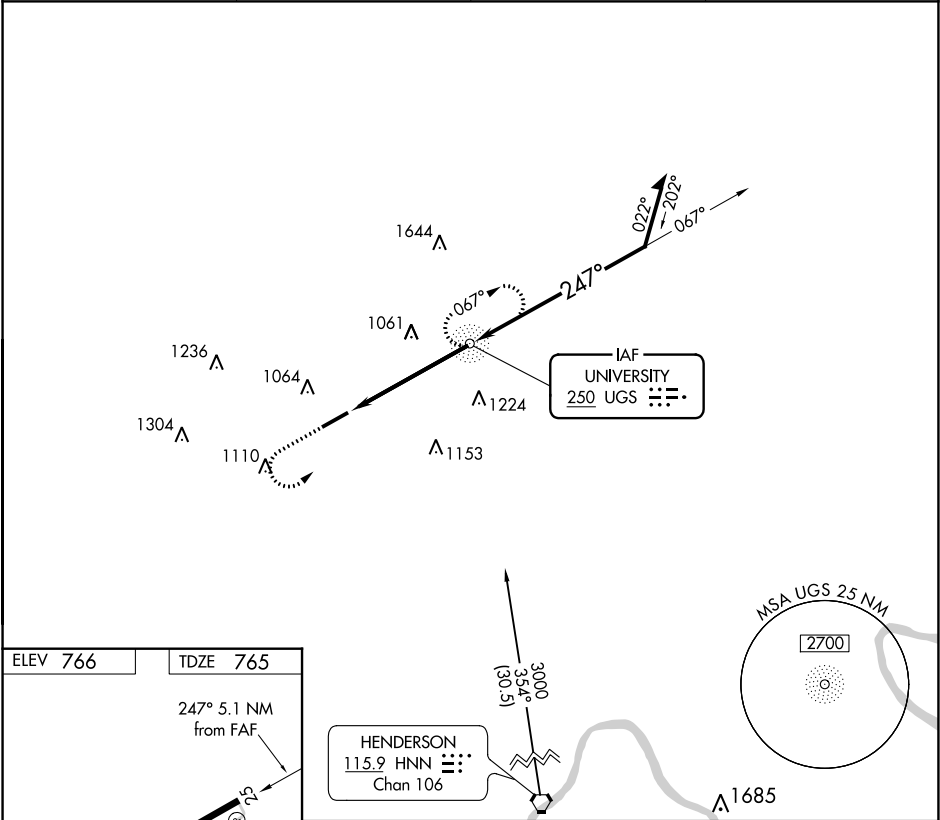 1644
022°
202°
067°
247°
067°
1061
1236
1064
IAF
UNIVERSITY
250 UGS
1224
1304
1110
1153
MSA UGS 25 NM
2700
ELEV 766
TDZE 765
3000
354°
(30.5)
247° 5.1 NM
from FAF
HENDERSON
115.9 HNN
Chan 106
25
1685